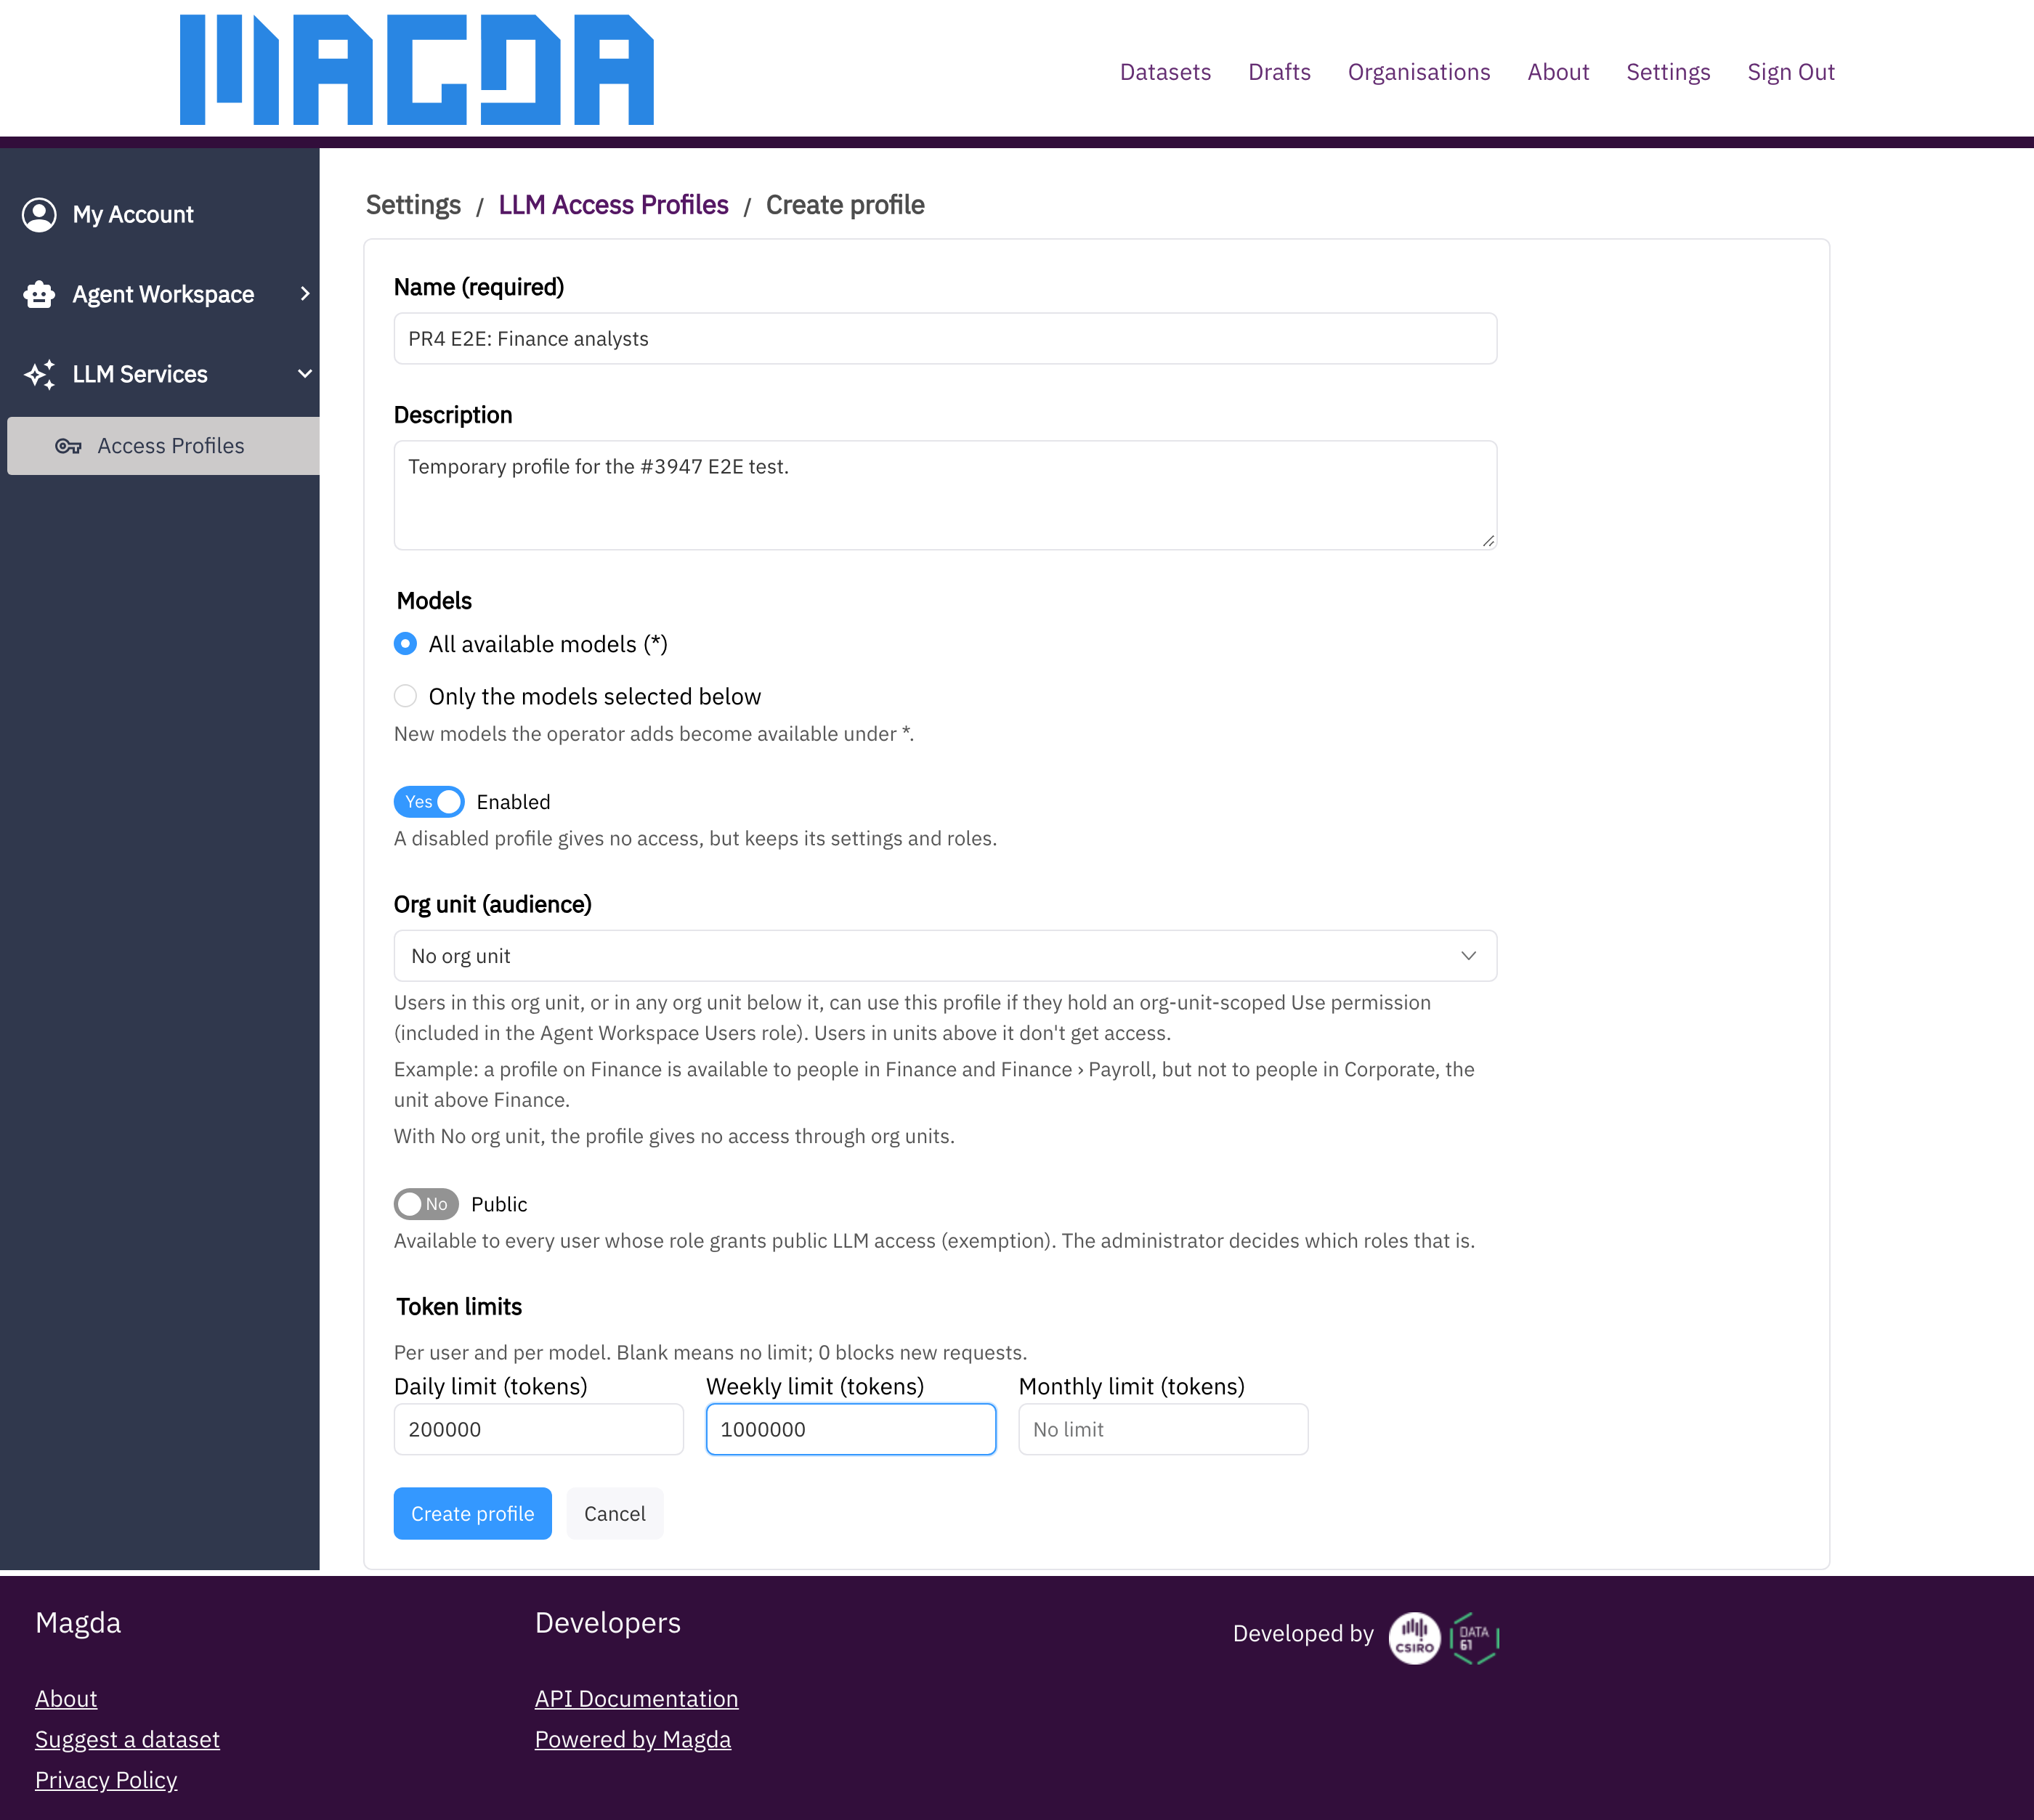 MAGDA
Datasets
Drafts
Organisations
About
Settings
Sign Out
My Account
Agent Workspace
LLM Services
Access Profiles
Settings / LLM Access Profiles / Create profile
Name (required)
PR4 E2E: Finance analysts
Description
Temporary profile for the #3947 E2E test.
Models
All available models (*)
Only the models selected below
New models the operator adds become available under *.
Yes Enabled
A disabled profile gives no access, but keeps its settings and roles.
Org unit (audience)
No org unit
Users in this org unit, or in any org unit below it, can use this profile if they hold an org-unit-scoped Use permission
(included in the Agent Workspace Users role). Users in units above it don't get access.
Example: a profile on Finance is available to people in Finance and Finance › Payroll, but not to people in Corporate, the
unit above Finance.
With No org unit, the profile gives no access through org units.
No Public
Available to every user whose role grants public LLM access (exemption). The administrator decides which roles that is.
Token limits
Per user and per model. Blank means no limit; 0 blocks new requests.
Daily limit (tokens)
Weekly limit (tokens)
Monthly limit (tokens)
200000
1000000
No limit
Create profile
Cancel
Magda
About
Suggest a dataset
Privacy Policy
Developers
API Documentation
Powered by Magda
Developed by
CSIRO
DATA
61